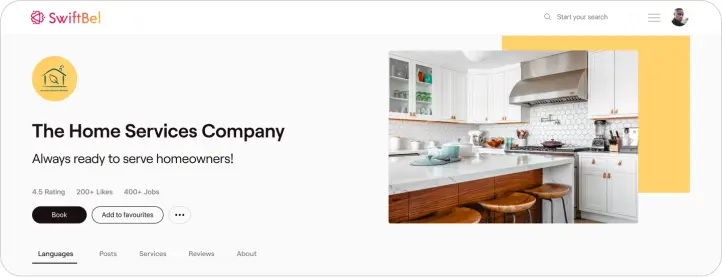 SwiftBel
Start your search
The Home Services Company
Always ready to serve homeowners!
4.5 Rating 200+ Likes 400+ Jobs
Book Add to favourites
Languages Posts Services Reviews About